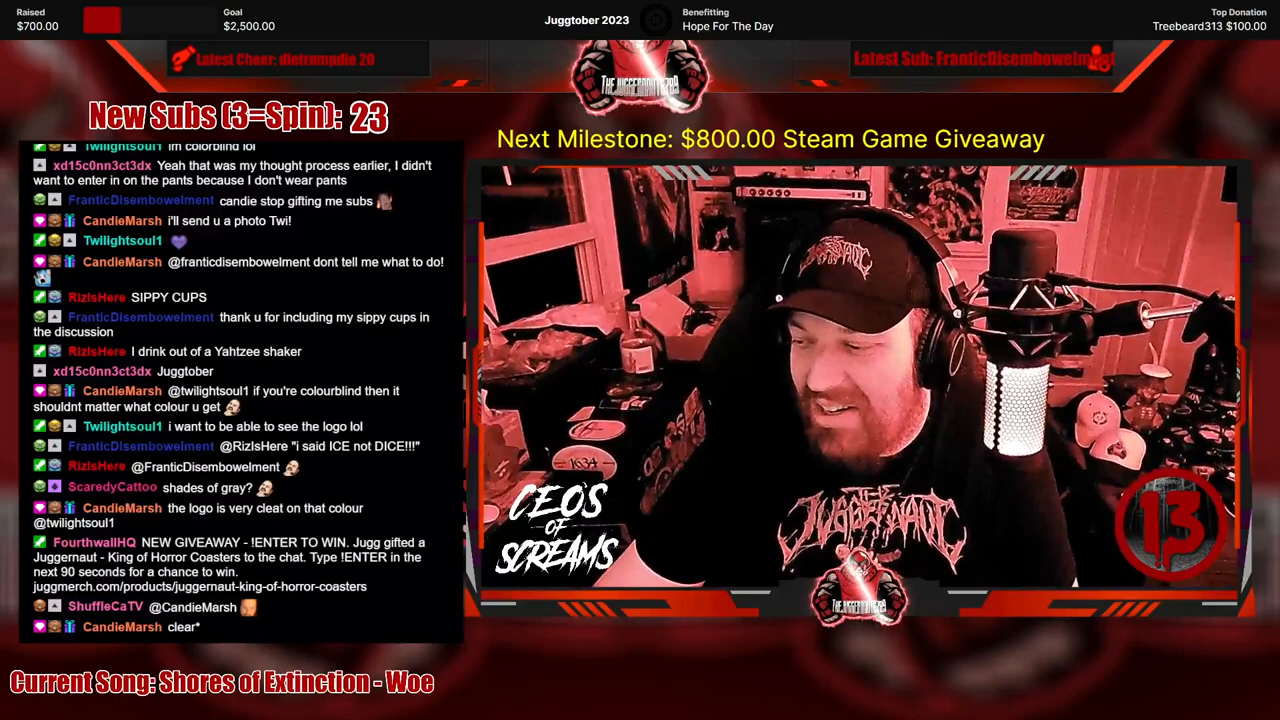 Raised
$700.00
Goal
$2,500.00
Juggtober 2023
Benefitting
Hope For The Day
Top Donation
Treebeard313 $100.00
Latest Cheer: dietrumpdie 20
Latest Sub: FranticDisembowelment
THEJUGGERNAUT0209
New Subs (3=Spin): 23
Next Milestone: $800.00 Steam Game Giveaway
Twilightsoul1 im colorblind lol
xd15c0nn3ct3dx Yeah that was my thought process earlier, I didn't
want to enter in on the pants because I don't wear pants
FranticDisembowelment candie stop gifting me subs
CandieMarsh i'll send u a photo Twi!
Twilightsoul1
CandieMarsh @franticdisembowelment dont tell me what to do!
RizIsHere SIPPY CUPS
FranticDisembowelment thank u for including my sippy cups in
the discussion
RizIsHere I drink out of a Yahtzee shaker
xd15c0nn3ct3dx Juggtober
CandieMarsh @twilightsoul1 if you're colourblind then it
shouldnt matter what colour u get
Twilightsoul1 i want to be able to see the logo lol
FranticDisembowelment @RizIsHere "i said ICE not DICE!!!"
RizIsHere @FranticDisembowelment
ScaredyCattoo shades of gray?
CandieMarsh the logo is very cleat on that colour
@twilightsoul1
FourthwallHQ NEW GIVEAWAY - !ENTER TO WIN. Jugg gifted a
Juggernaut - King of Horror Coasters to the chat. Type !ENTER in the
next 90 seconds for a chance to win.
juggmerch.com/products/juggernaut-king-of-horror-coasters
ShuffleCaTV @CandieMarsh
CandieMarsh clear*
1634
CEO'S
OF
SCREAMS
THE
JUGGERNAUT
13
Current Song: Shores of Extinction - Woe